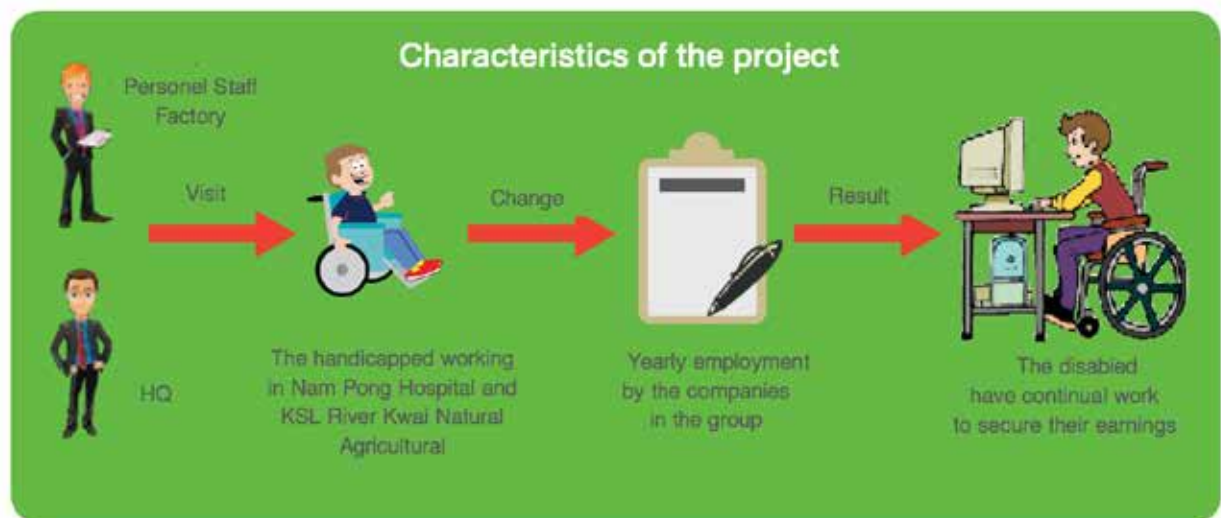 Characteristics of the project
Personel Staff
Factory
HQ
Visit
The handicapped working
in Nam Pong Hospital and
KSL River Kwai Natural
Agricultural
Change
Yearly employment
by the companies
in the group
Result
The disabled
have continual work
to secure their earnings